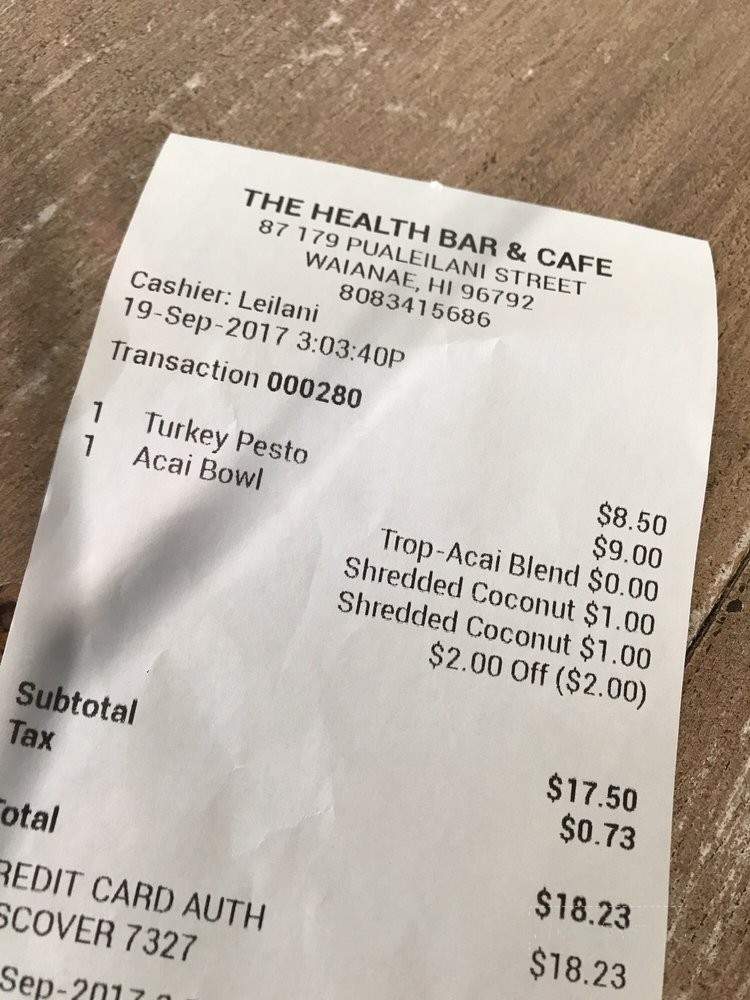 THE HEALTH BAR & CAFE
87 179 PUALEILANI STREET
WAIANAE, HI 96792
8083415686
Cashier: Leilani
19-Sep-2017 3:03:40P
Transaction 000280
1 Turkey Pesto $8.50
1 Acai Bowl $9.00
Trop-Acai Blend $0.00
Shredded Coconut $1.00
Shredded Coconut $1.00
$2.00 Off ($2.00)
Subtotal $17.50
Tax $0.73
otal $18.23
REDIT CARD AUTH $18.23
SCOVER 7327
Sep-2017